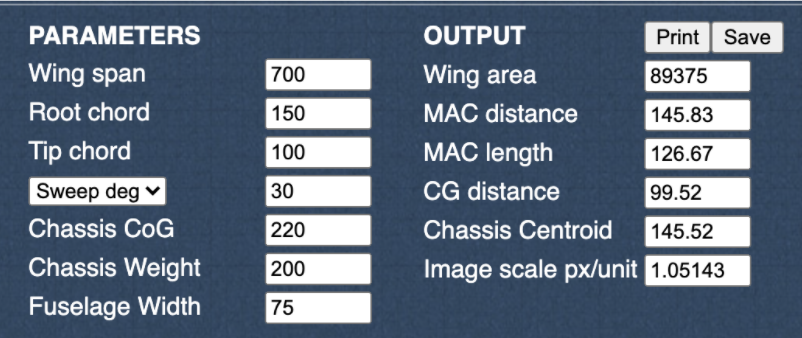 PARAMETERS
Wing span 700
Root chord 150
Tip chord 100
Sweep deg 30
Chassis CoG 220
Chassis Weight 200
Fuselage Width 75
OUTPUT Print Save
Wing area 89375
MAC distance 145.83
MAC length 126.67
CG distance 99.52
Chassis Centroid 145.52
Image scale px/unit 1.05143